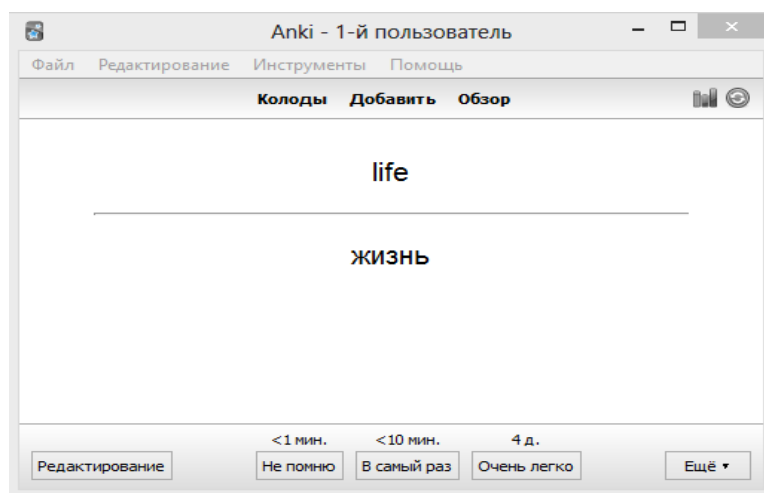 Anki - 1-й пользователь
Файл Редактирование Инструменты Помощь
Колоды Добавить Обзор
life
жизнь
<1 мин. <10 мин. 4 д.
Редактирование Не помню В самый раз Очень легко Ещё ▾